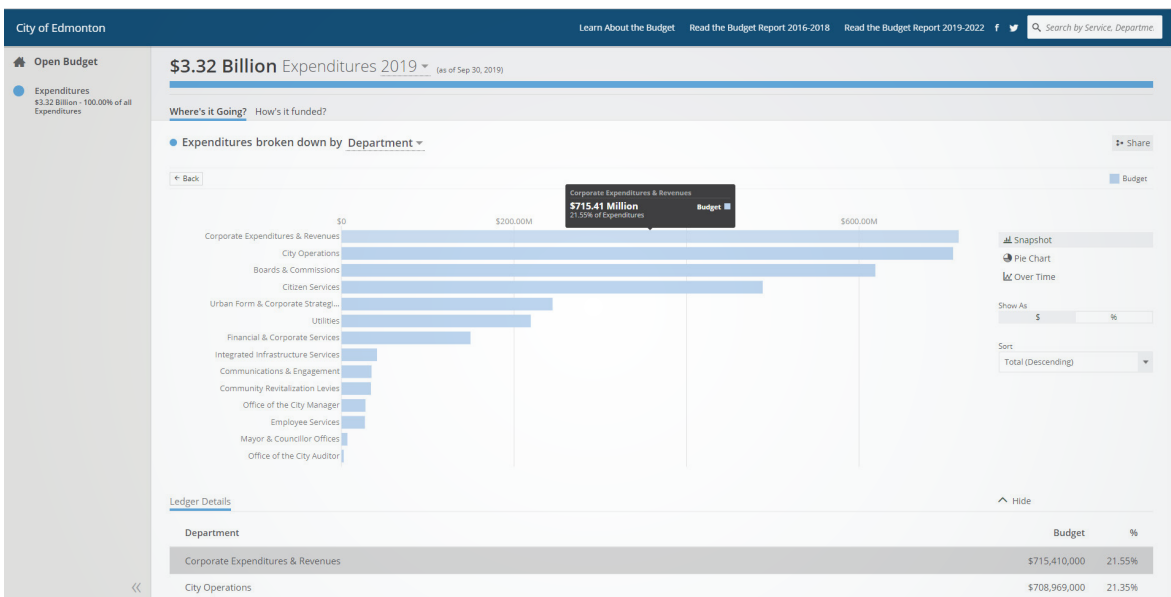 City of Edmonton
Learn About the Budget Read the Budget Report 2016-2018 Read the Budget Report 2019-2022 f Search by Service, Departme
Open Budget
Expenditures
$3.32 Billion - 100.00% of all
Expenditures
$3.32 Billion Expenditures 2019 (as of Sep 30, 2019)
Where's it Going? How's it funded?
Expenditures broken down by Department
Share
← Back
Budget
Corporate Expenditures & Revenues
$715.41 Million Budget
21.55% of Expenditures
$0 $200.00M $600.00M
Corporate Expenditures & Revenues
City Operations
Boards & Commissions
Citizen Services
Urban Form & Corporate Strategi...
Utilities
Financial & Corporate Services
Integrated Infrastructure Services
Communications & Engagement
Community Revitalization Levies
Office of the City Manager
Employee Services
Mayor & Councillor Offices
Office of the City Auditor
Snapshot
Pie Chart
Over Time
Show As
$ %
Sort
Total (Descending)
Ledger Details
Hide
Department Budget %
Corporate Expenditures & Revenues $715,410,000 21.55%
City Operations $708,969,000 21.35%